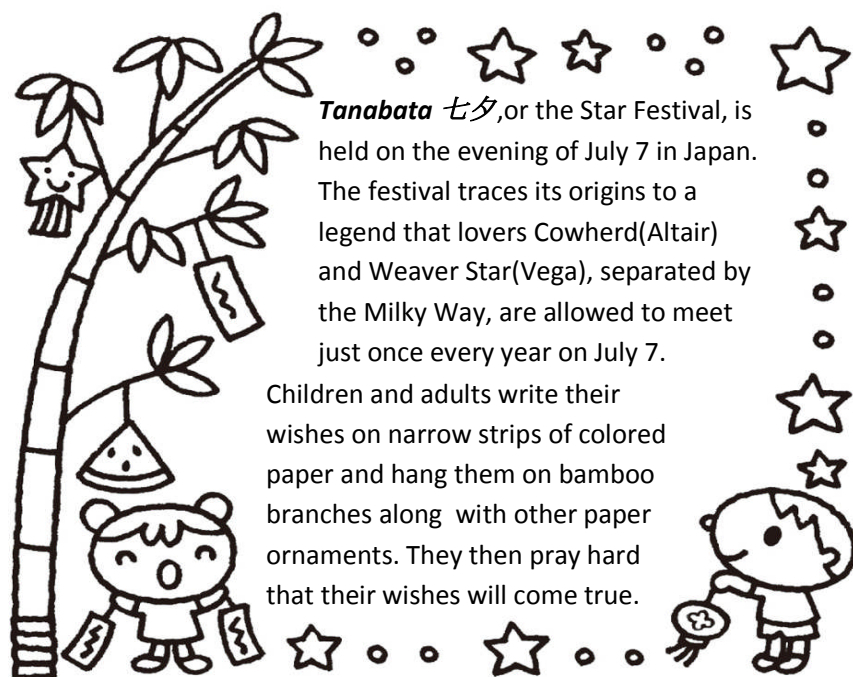 Tanabata 七夕,or the Star Festival, is
held on the evening of July 7 in Japan.
The festival traces its origins to a
legend that lovers Cowherd(Altair)
and Weaver Star(Vega), separated by
the Milky Way, are allowed to meet
just once every year on July 7.
Children and adults write their
wishes on narrow strips of colored
paper and hang them on bamboo
branches along  with other paper
ornaments. They then pray hard
that their wishes will come true.